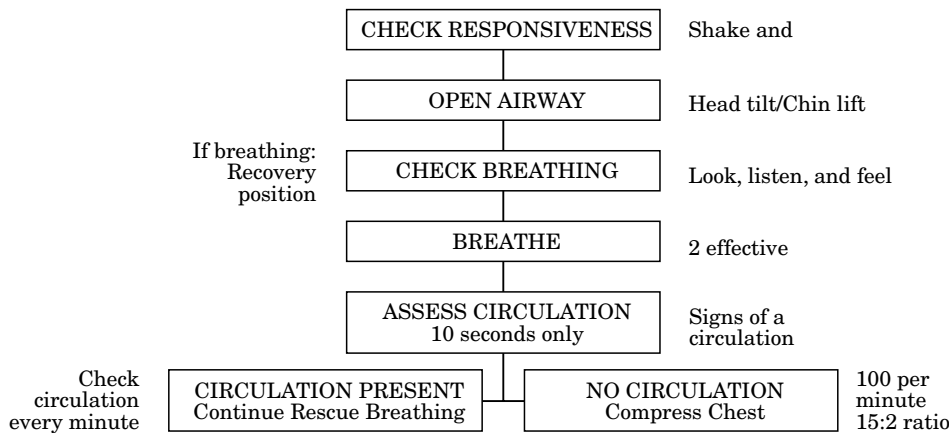 CHECK RESPONSIVENESS
Shake and
OPEN AIRWAY
Head tilt/Chin lift
If breathing:
Recovery
position
CHECK BREATHING
Look, listen, and feel
BREATHE
2 effective
ASSESS CIRCULATION
10 seconds only
Signs of a
circulation
Check
circulation
every minute
CIRCULATION PRESENT
Continue Rescue Breathing
NO CIRCULATION
Compress Chest
100 per
minute
15:2 ratio